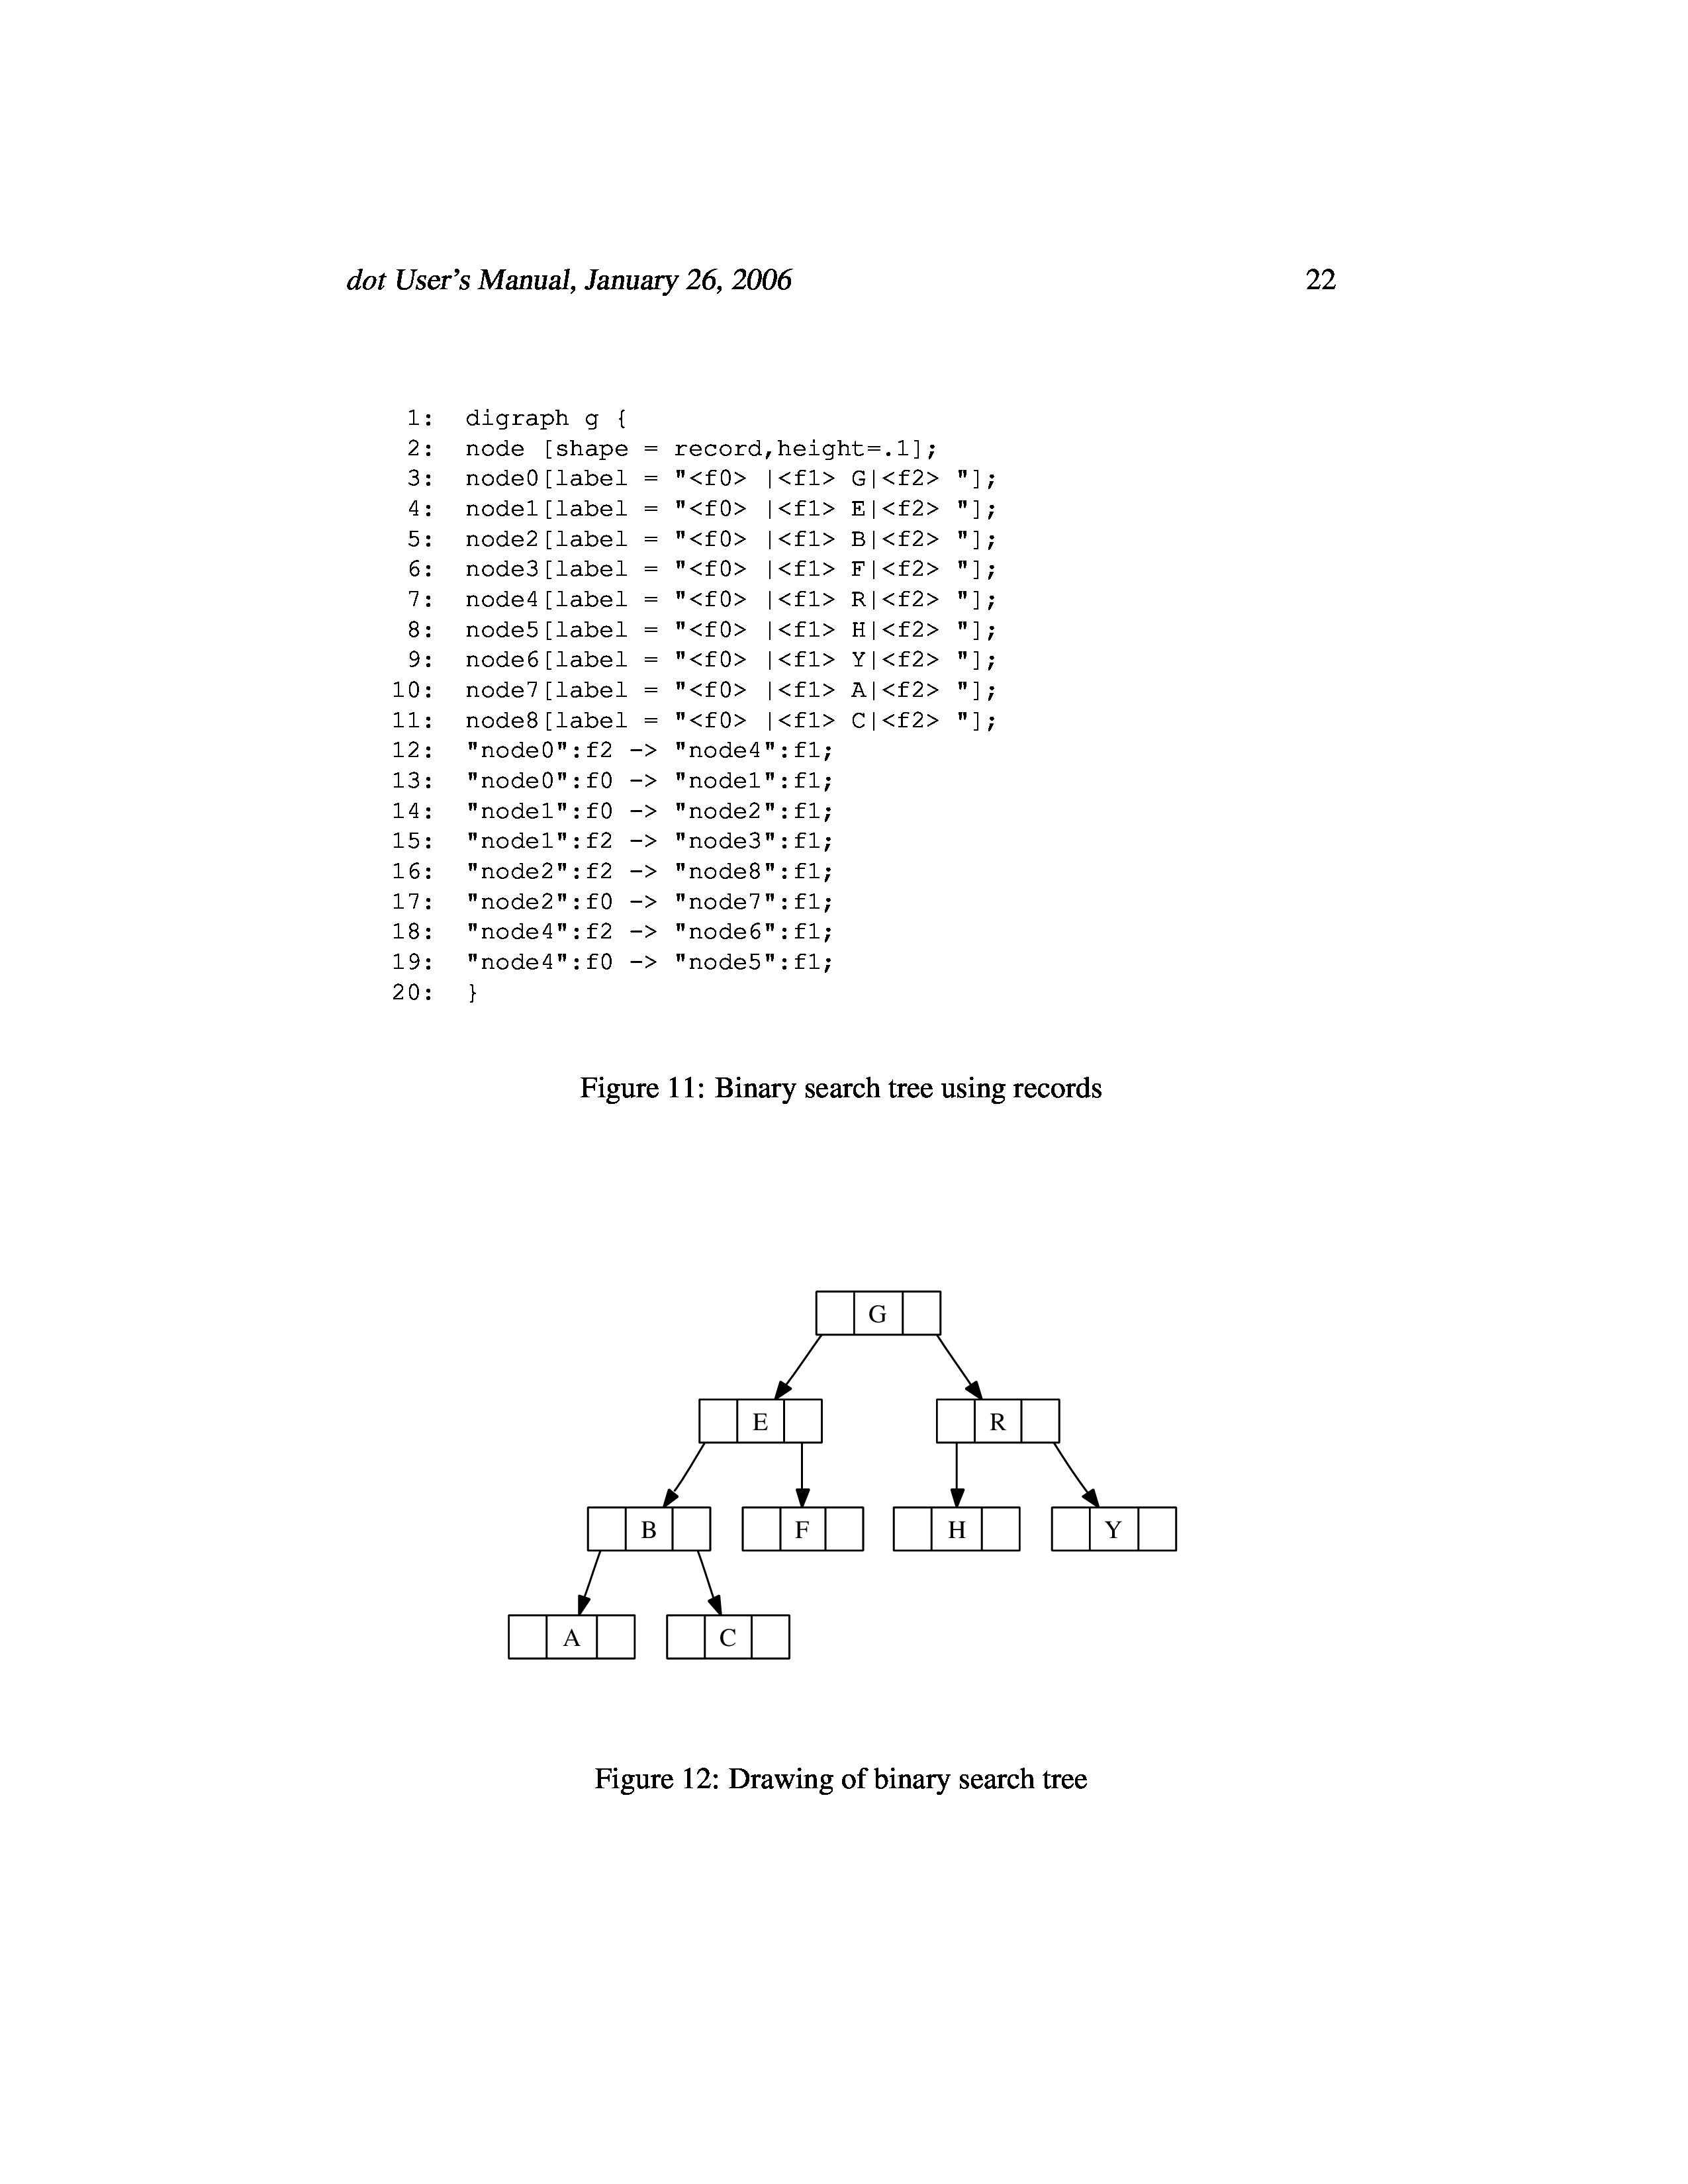 dot User's Manual, January 26, 2006 22
1: digraph g {
2: node [shape = record,height=.1];
3: node0[label = "<f0> |<f1> G|<f2> "];
4: node1[label = "<f0> |<f1> E|<f2> "];
5: node2[label = "<f0> |<f1> B|<f2> "];
6: node3[label = "<f0> |<f1> F|<f2> "];
7: node4[label = "<f0> |<f1> R|<f2> "];
8: node5[label = "<f0> |<f1> H|<f2> "];
9: node6[label = "<f0> |<f1> Y|<f2> "];
10: node7[label = "<f0> |<f1> A|<f2> "];
11: node8[label = "<f0> |<f1> C|<f2> "];
12: "node0":f2 -> "node4":f1;
13: "node0":f0 -> "node1":f1;
14: "node1":f0 -> "node2":f1;
15: "node1":f2 -> "node3":f1;
16: "node2":f2 -> "node8":f1;
17: "node2":f0 -> "node7":f1;
18: "node4":f2 -> "node6":f1;
19: "node4":f0 -> "node5":f1;
20: }
Figure 11: Binary search tree using records
G
E R
B F H Y
A C
Figure 12: Drawing of binary search tree